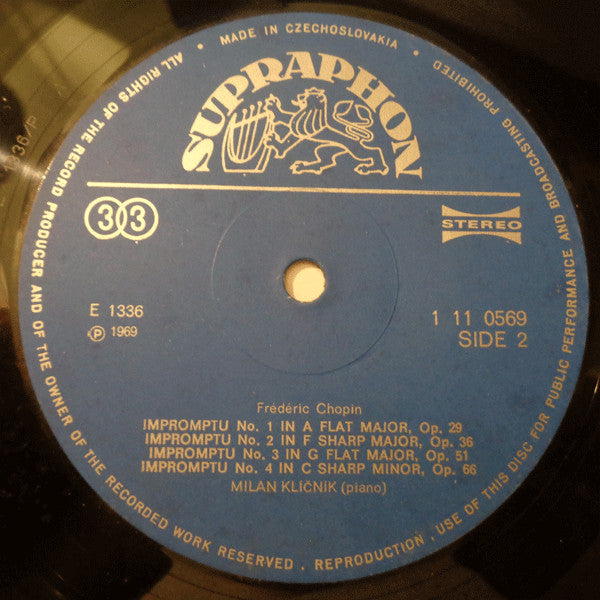 ALL RIGHTS OF THE RECORD PRODUCER AND OF THE OWNER OF THE RECORDED WORK RESERVED . REPRODUCTION , USE OF THIS DISC FOR PUBLIC PERFORMANCE AND BROADCASTING PROHIBITED
• MADE IN CZECHOSLOVAKIA •
SUPRAPHON
33
STEREO
E 1336
Ⓟ 1969
1 11 0569
SIDE 2
Frédéric Chopin
IMPROMPTU No. 1 IN A FLAT MAJOR, Op. 29
IMPROMPTU No. 2 IN F SHARP MAJOR, Op. 36
IMPROMPTU No. 3 IN G FLAT MAJOR, Op. 51
IMPROMPTU No. 4 IN C SHARP MINOR, Op. 66
MILAN KLIČNIK (piano)